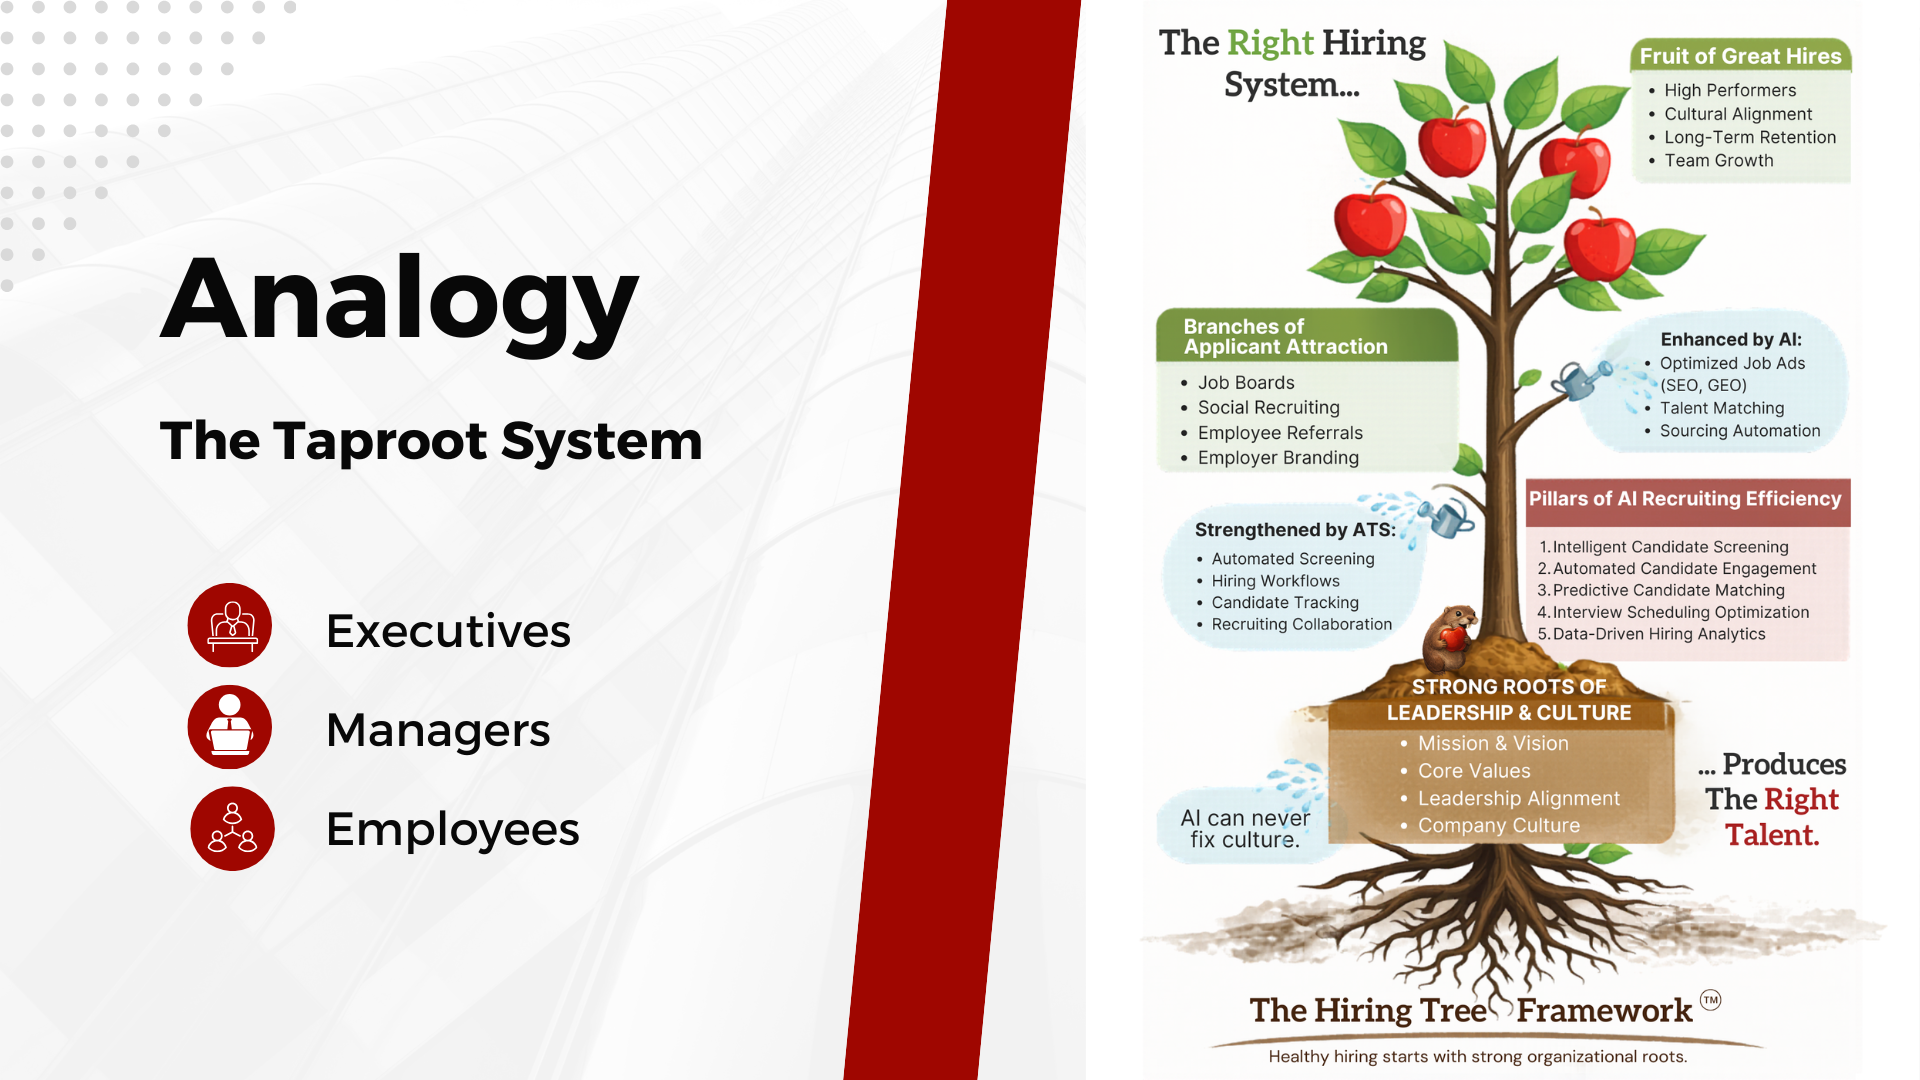 Analogy
The Taproot System
Executives
Managers
Employees
The Right Hiring
System...
Fruit of Great Hires
• High Performers
• Cultural Alignment
• Long-Term Retention
• Team Growth
Branches of
Applicant Attraction
• Job Boards
• Social Recruiting
• Employee Referrals
• Employer Branding
Enhanced by AI:
• Optimized Job Ads
(SEO, GEO)
• Talent Matching
• Sourcing Automation
Strengthened by ATS:
• Automated Screening
• Hiring Workflows
• Candidate Tracking
• Recruiting Collaboration
Pillars of AI Recruiting Efficiency
1. Intelligent Candidate Screening
2. Automated Candidate Engagement
3. Predictive Candidate Matching
4. Interview Scheduling Optimization
5. Data-Driven Hiring Analytics
STRONG ROOTS OF
LEADERSHIP & CULTURE
• Mission & Vision
• Core Values
• Leadership Alignment
• Company Culture
AI can never
fix culture.
... Produces
The Right
Talent.
The Hiring Tree Framework TM
Healthy hiring starts with strong organizational roots.